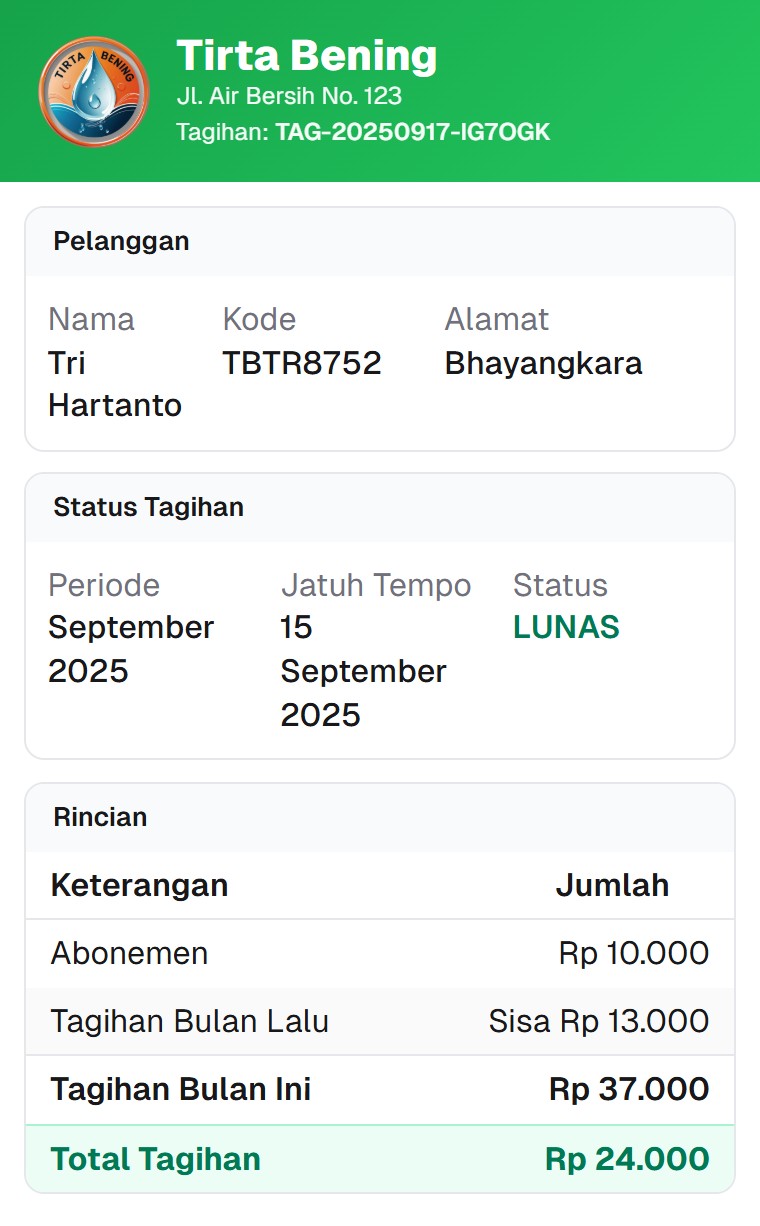 TIRTA BENING
Tirta Bening
Jl. Air Bersih No. 123
Tagihan: TAG-20250917-IG7OGK
Pelanggan
Nama Kode Alamat
Tri Hartanto TBTR8752 Bhayangkara
Status Tagihan
Periode Jatuh Tempo Status
September 2025 15 September 2025 LUNAS
Rincian
Keterangan Jumlah
Abonemen Rp 10.000
Tagihan Bulan Lalu Sisa Rp 13.000
Tagihan Bulan Ini Rp 37.000
Total Tagihan Rp 24.000